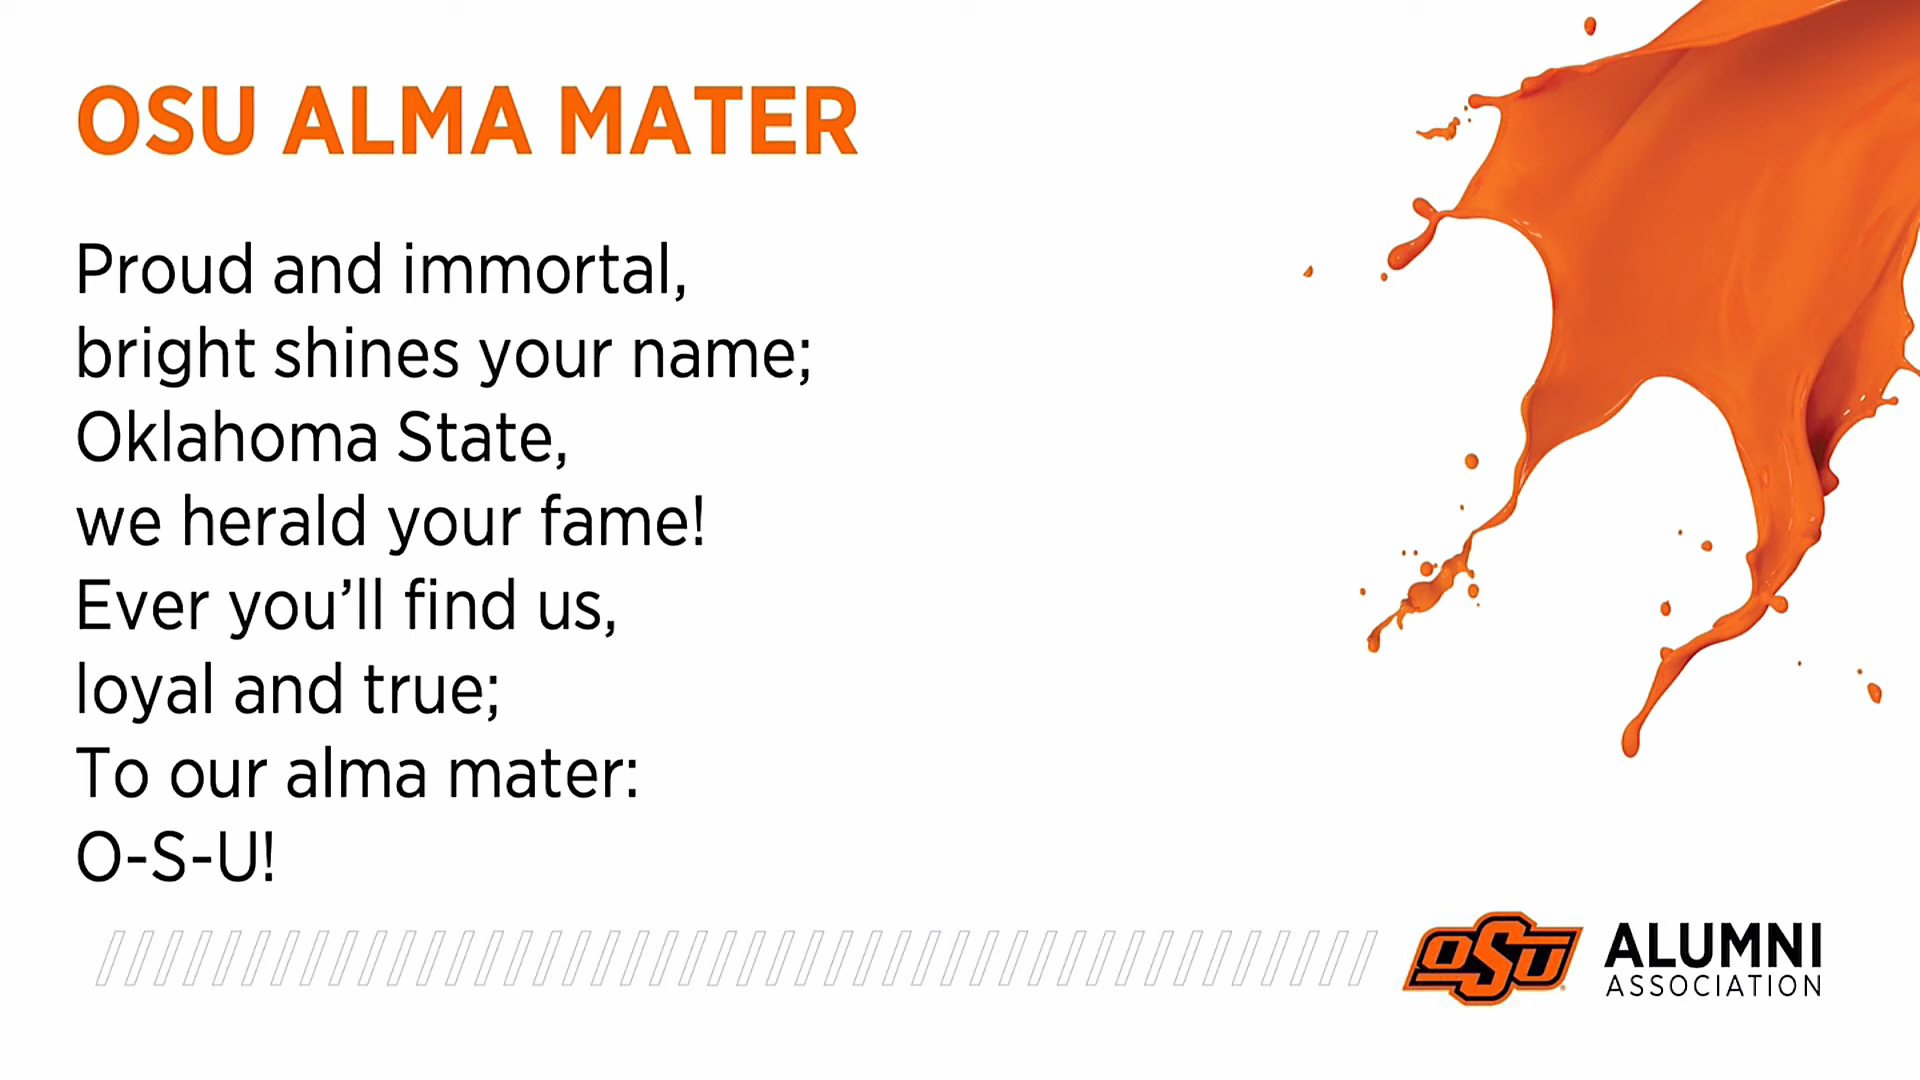 OSU ALMA MATER
Proud and immortal,
bright shines your name;
Oklahoma State,
we herald your fame!
Ever you’ll find us,
loyal and true;
To our alma mater:
O-S-U!
OSU ALUMNI
ASSOCIATION